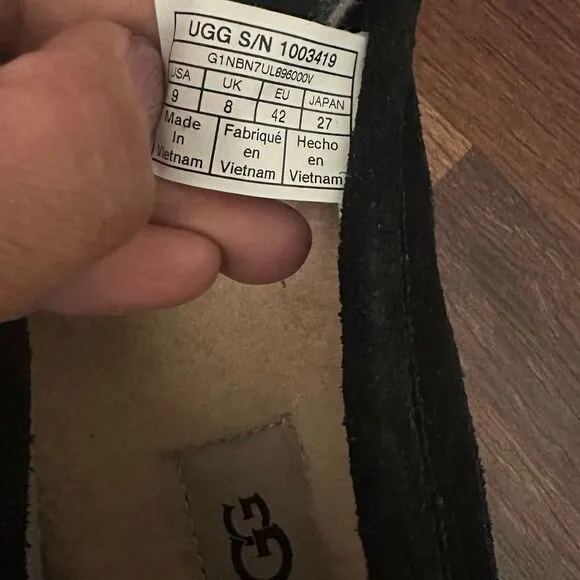 UGG S/N 1003419
G1NBN7UL896000V
USA UK EU JAPAN
9 8 42 27
Made Fabriqué Hecho
In en en
Vietnam Vietnam Vietnam
UGG